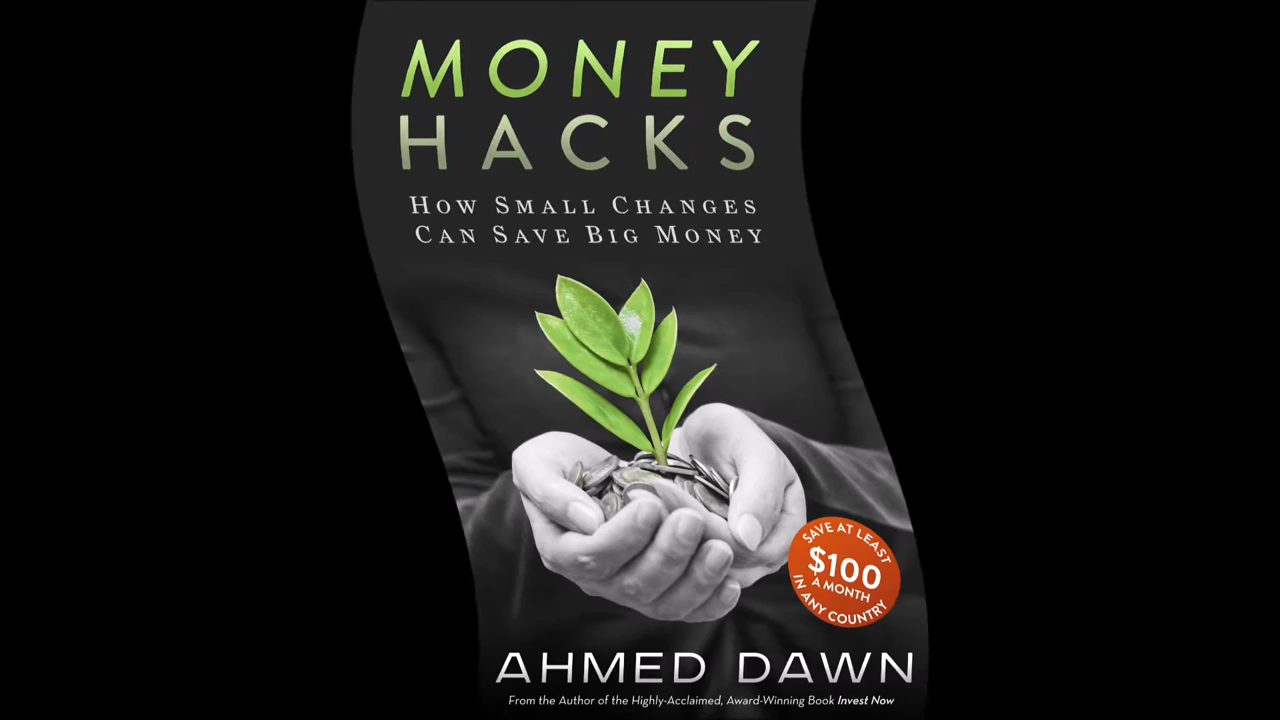 MONEY
HACKS
HOW SMALL CHANGES
CAN SAVE BIG MONEY
SAVE AT LEAST
$100
A MONTH
IN ANY COUNTRY
AHMED DAWN
From the Author of the Highly-Acclaimed, Award-Winning Book Invest Now